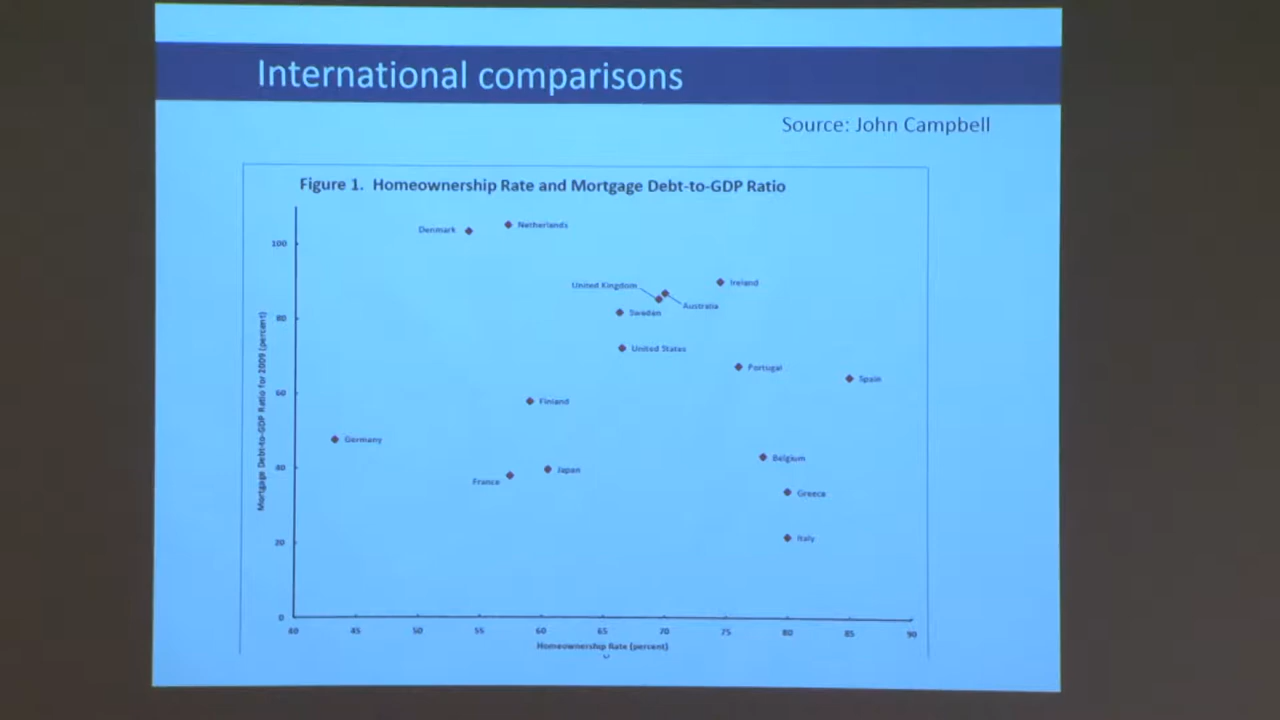 International comparisons
Source: John Campbell
Figure 1. Homeownership Rate and Mortgage Debt-to-GDP Ratio
Mortgage Debt-to-GDP Ratio for 2009 (percent)
100
80
60
40
20
0
Denmark
Netherlands
United Kingdom
Ireland
Australia
Sweden
United States
Portugal
Spain
Finland
Germany
Belgium
Japan
France
Greece
Italy
40 45 50 55 60 65 70 75 80 85 90
Homeownership Rate (percent)